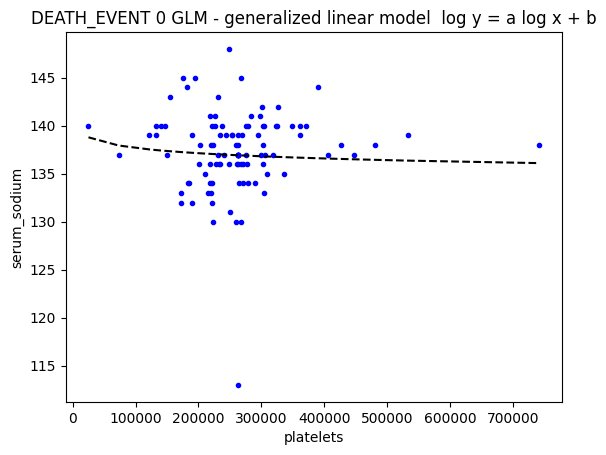 DEATH_EVENT 0 GLM - generalized linear model  log y = a log x + b
145
140
135
130
125
120
115
serum_sodium
0 100000 200000 300000 400000 500000 600000 700000
platelets